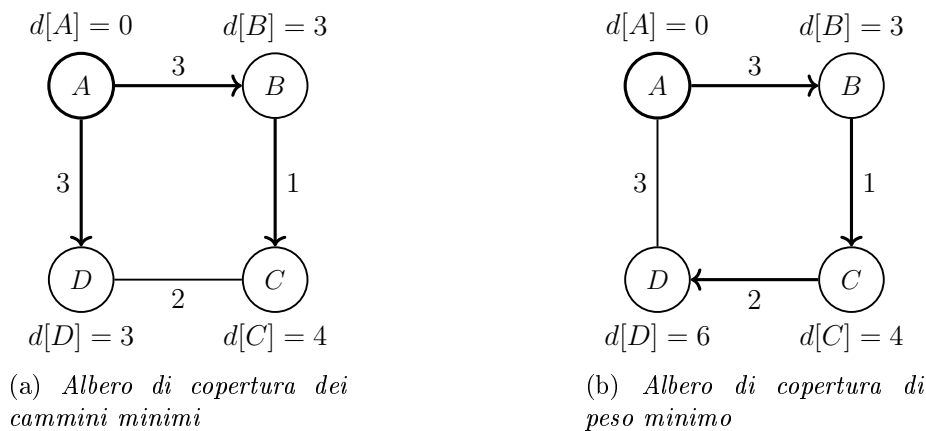 d[A] = 0 d[B] = 3
A 3 B
3 1
D 2 C
d[D] = 3 d[C] = 4
(a) Albero di copertura dei
cammini minimi
d[A] = 0 d[B] = 3
A 3 B
3 1
D 2 C
d[D] = 6 d[C] = 4
(b) Albero di copertura di
peso minimo